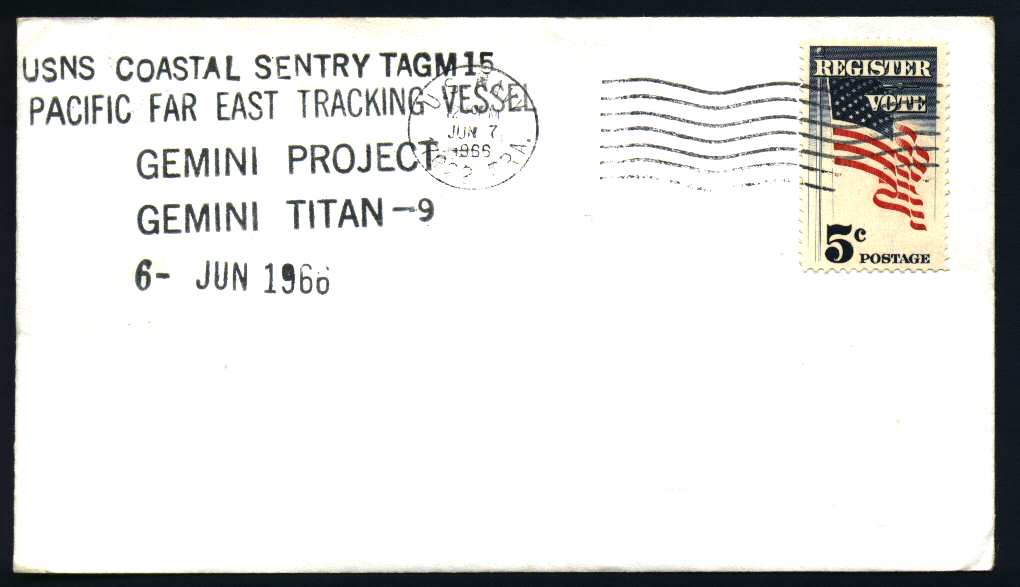 USNS COASTAL SENTRY TAGM 15
PACIFIC FAR EAST TRACKING VESSEL
GEMINI PROJECT
GEMINI TITAN -9
6- JUN 1966
JUN 7
1966
REGISTER
VOTE
5c POSTAGE